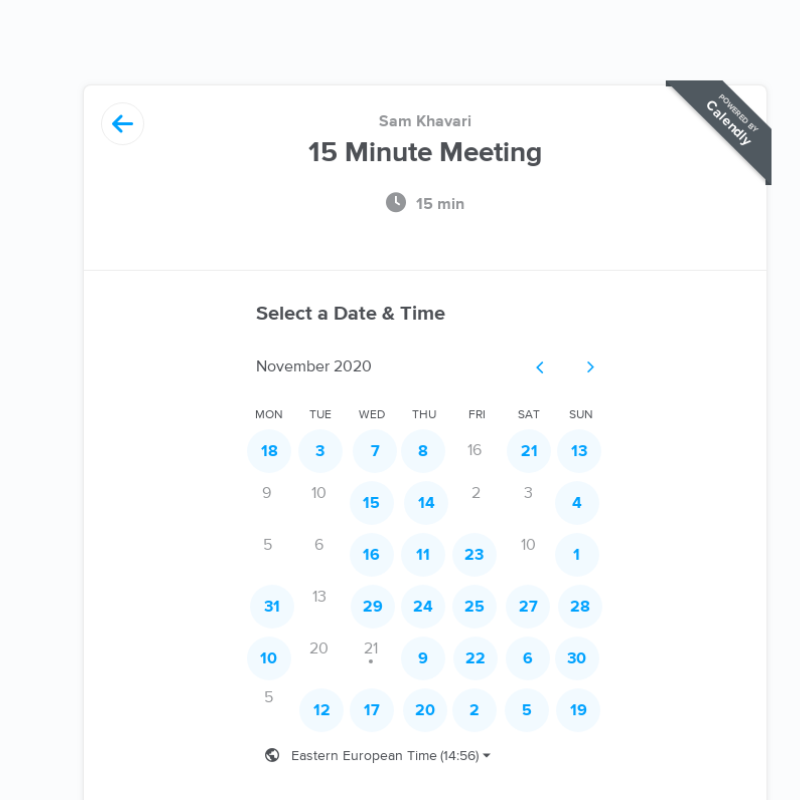 POWERED BY
Calendly
Sam Khavari
15 Minute Meeting
15 min
Select a Date & Time
November 2020
MON TUE WED THU FRI SAT SUN
18 3 7 8 16 21 13
9 10 15 14 2 3 4
5 6 16 11 23 10 1
31 13 29 24 25 27 28
10 20 21 9 22 6 30
5 12 17 20 2 5 19
Eastern European Time (14:56)